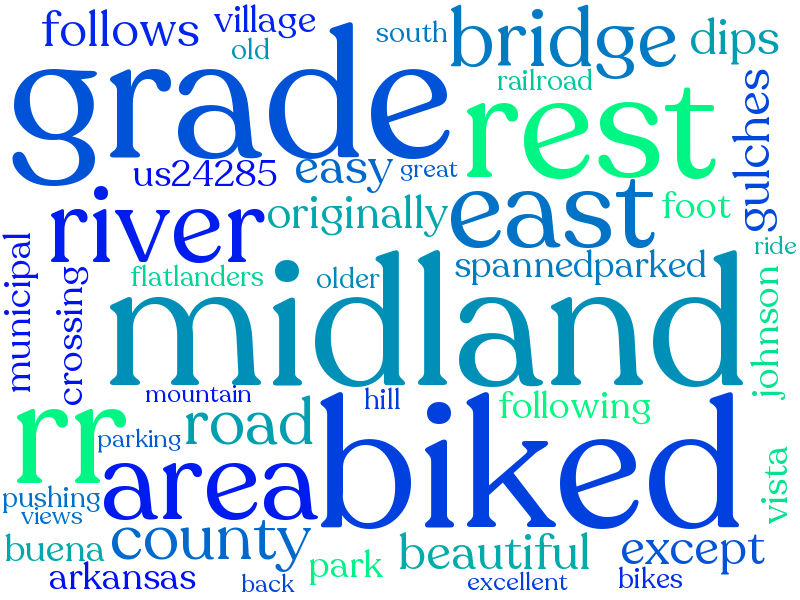 follows
village
old
south
bridge
dips
grade
railroad
rest
gulches
us24285
easy
great
river
originally
east
foot
municipal
crossing
flatlanders
older
spannedparked
ride
midland
johnson
mountain
hill
following
rr
parking
road
biked
vista
pushing
area
views
buena
county
beautiful
except
arkansas
back
park
excellent
bikes